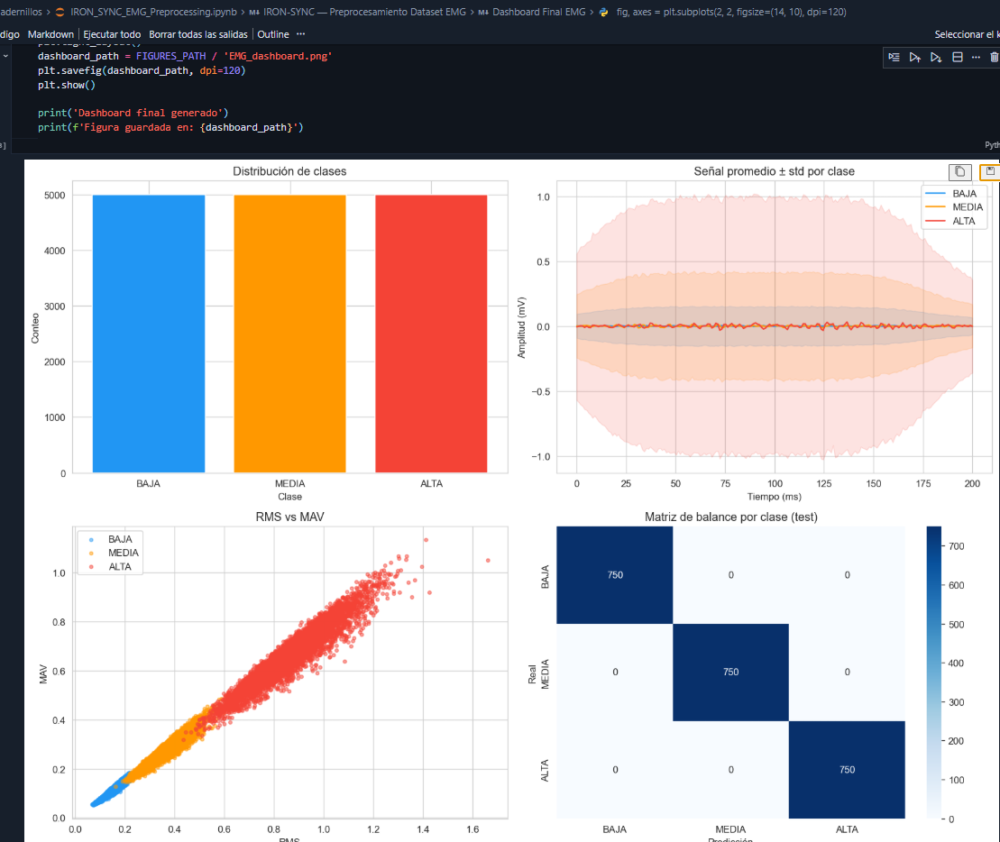 adernillos > IRON_SYNC_EMG_Preprocessing.ipynb > M↓ IRON-SYNC — Preprocesamiento Dataset EMG > M↓ Dashboard Final EMG > fig, axes = plt.subplots(2, 2, figsize=(14, 10), dpi=120)
digo Markdown Ejecutar todo Borrar todas las salidas Outline ···
Seleccionar el k
dashboard_path = FIGURES_PATH / 'EMG_dashboard.png'
plt.savefig(dashboard_path, dpi=120)
plt.show()
print('Dashboard final generado')
print(f'Figura guardada en: {dashboard_path}')
Pyth
Distribución de clases
5000
4000
3000
2000
1000
0
Conteo
BAJA MEDIA ALTA
Clase
Señal promedio ± std por clase
BAJA
MEDIA
ALTA
1.0
0.5
0.0
−0.5
−1.0
Amplitud (mV)
0 25 50 75 100 125 150 175 200
Tiempo (ms)
RMS vs MAV
BAJA
MEDIA
ALTA
1.0
0.8
0.6
0.4
0.2
0.0
MAV
0.0 0.2 0.4 0.6 0.8 1.0 1.2 1.4 1.6
RMS
Matriz de balance por clase (test)
BAJA 750 0 0
MEDIA 0 750 0
ALTA 0 0 750
Real
BAJA MEDIA ALTA
Predicción
700
600
500
400
300
200
100
0